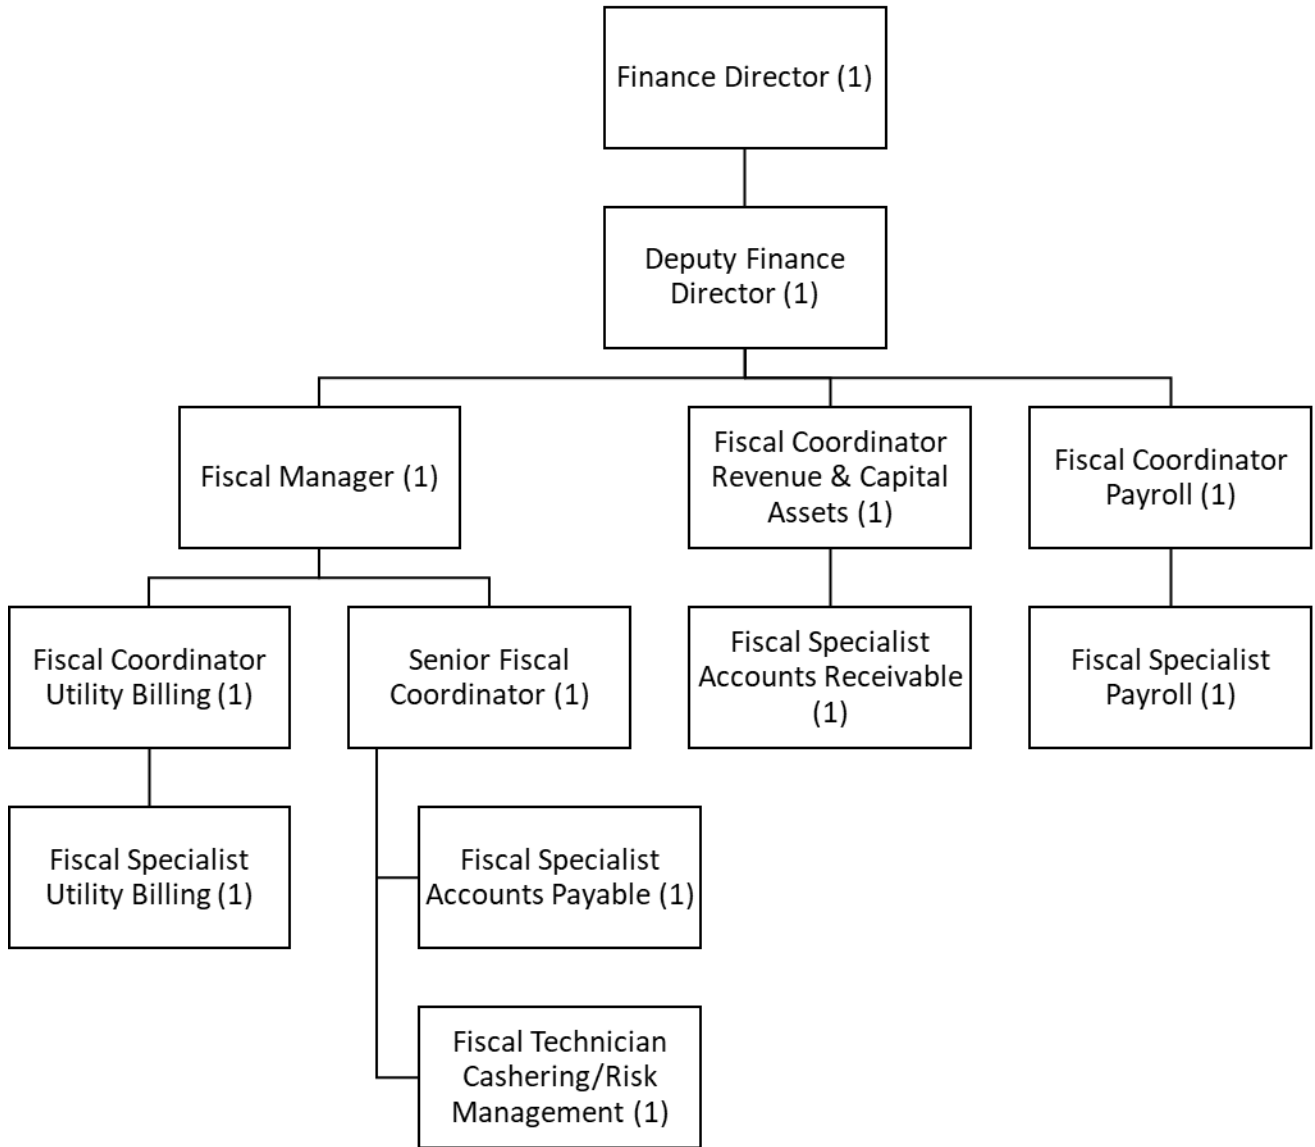 Finance Director (1)
Deputy Finance
Director (1)
Fiscal Manager (1)
Fiscal Coordinator
Revenue & Capital
Assets (1)
Fiscal Coordinator
Payroll (1)
Fiscal Coordinator
Utility Billing (1)
Senior Fiscal
Coordinator (1)
Fiscal Specialist
Accounts Receivable
(1)
Fiscal Specialist
Payroll (1)
Fiscal Specialist
Utility Billing (1)
Fiscal Specialist
Accounts Payable (1)
Fiscal Technician
Cashering/Risk
Management (1)